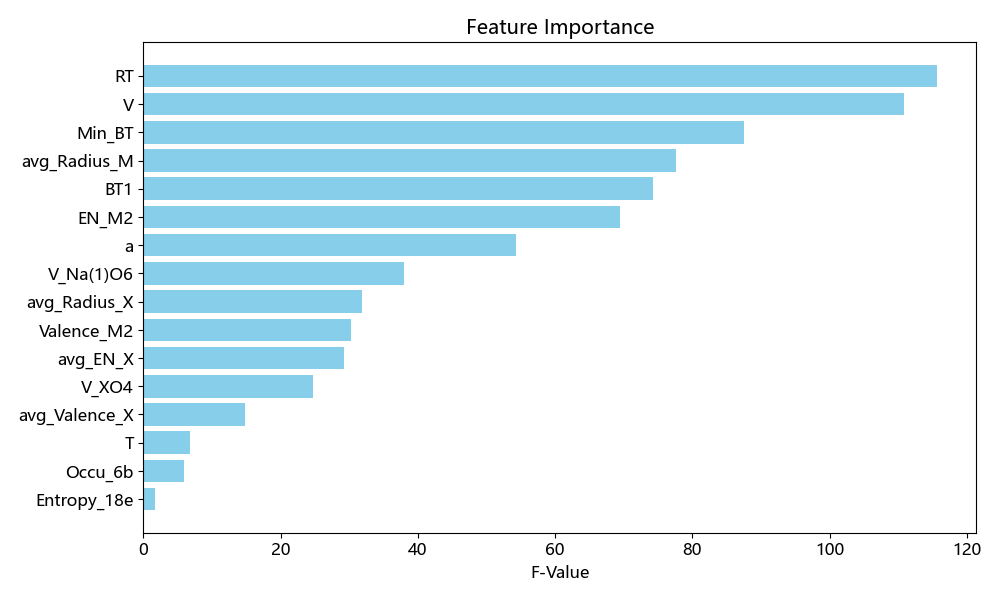 Feature Importance
RT
V
Min_BT
avg_Radius_M
BT1
EN_M2
a
V_Na(1)O6
avg_Radius_X
Valence_M2
avg_EN_X
V_XO4
avg_Valence_X
T
Occu_6b
Entropy_18e
0 20 40 60 80 100 120
F-Value